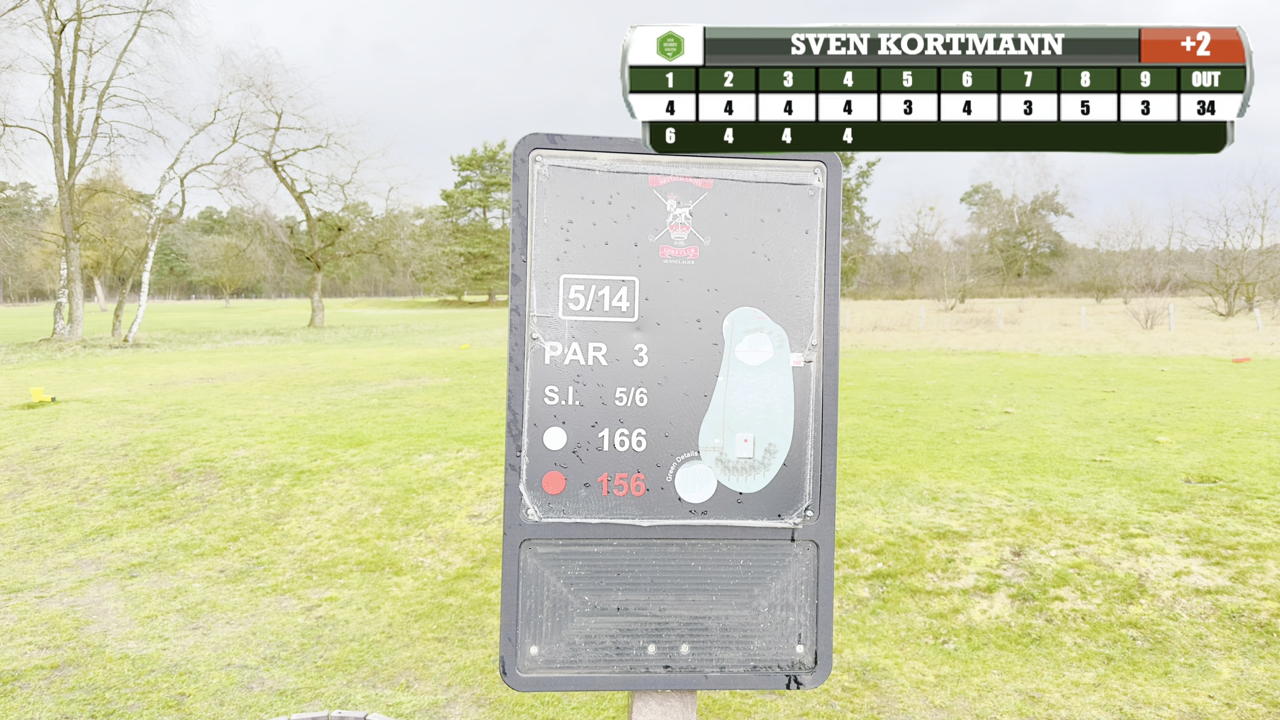 SVEN KORTMANN +2
1 2 3 4 5 6 7 8 9 OUT
4 4 4 4 3 4 3 5 3 34
6 4 4 4
5/14
PAR 3
S.I. 5/6
166
156
Green Details